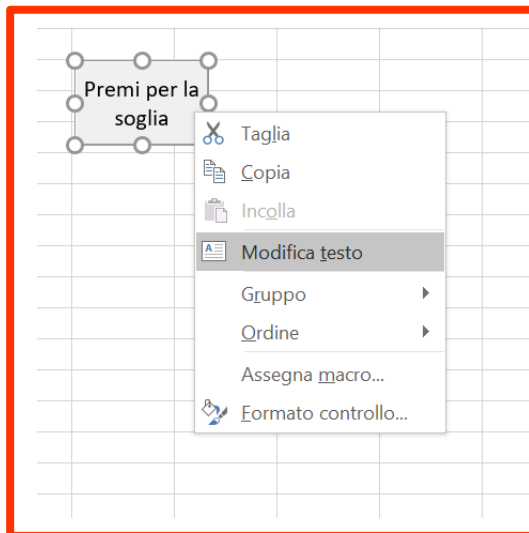 Premi per la
soglia
Taglia
Copia
Incolla
Modifica testo
Gruppo
Ordine
Assegna macro...
Formato controllo...